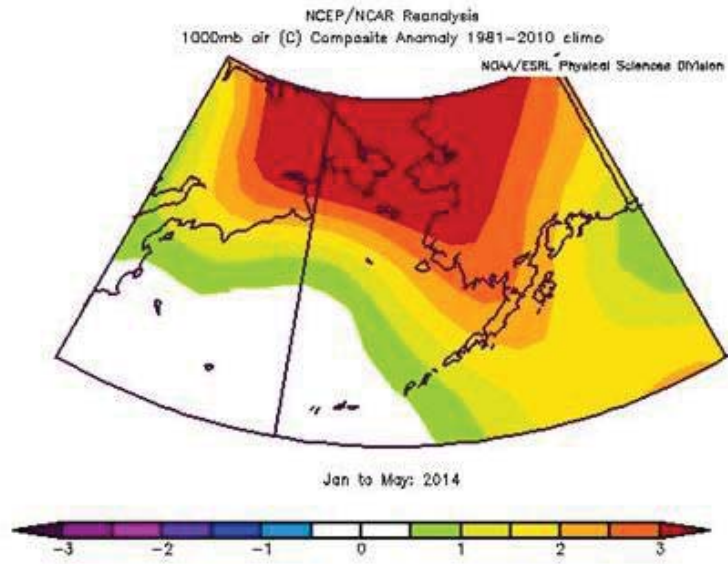 NCEP/NCAR Reanalysis
1000mb air (C) Composite Anomaly 1981-2010 climo
NOAA/ESRL Physical Sciences Division
Jan to May: 2014
-3 -2 -1 0 1 2 3